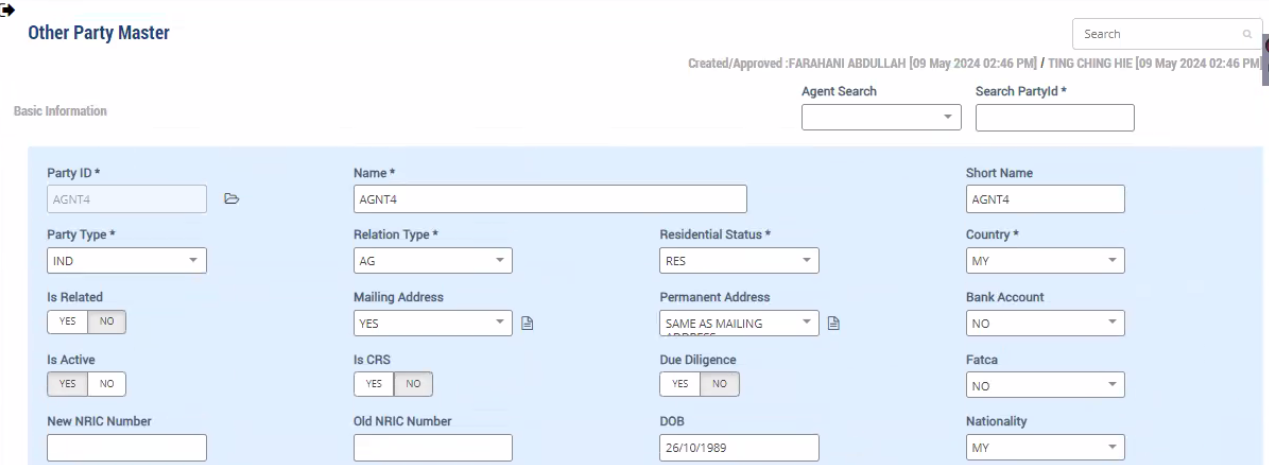 Other Party Master
Search
Created/Approved :FARAHANI ABDULLAH [09 May 2024 02:46 PM] / TING CHING HIE [09 May 2024 02:46 PM]
Agent Search Search PartyId *
Basic Information
Party ID * Name * Short Name
AGNT4 AGNT4 AGNT4
Party Type * Relation Type * Residential Status * Country *
IND AG RES MY
Is Related Mailing Address Permanent Address Bank Account
YES NO YES SAME AS MAILING ADDRESS NO
Is Active Is CRS Due Diligence Fatca
YES NO YES NO YES NO NO
New NRIC Number Old NRIC Number DOB Nationality
26/10/1989 MY